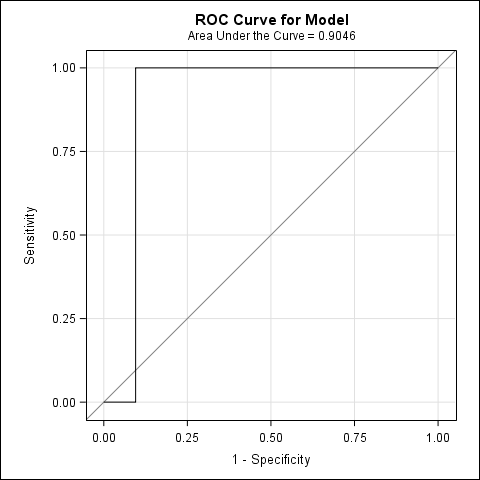 ROC Curve for Model
Area Under the Curve = 0.9046
1.00
0.75
0.50
0.25
0.00
Sensitivity
0.00 0.25 0.50 0.75 1.00
1 - Specificity